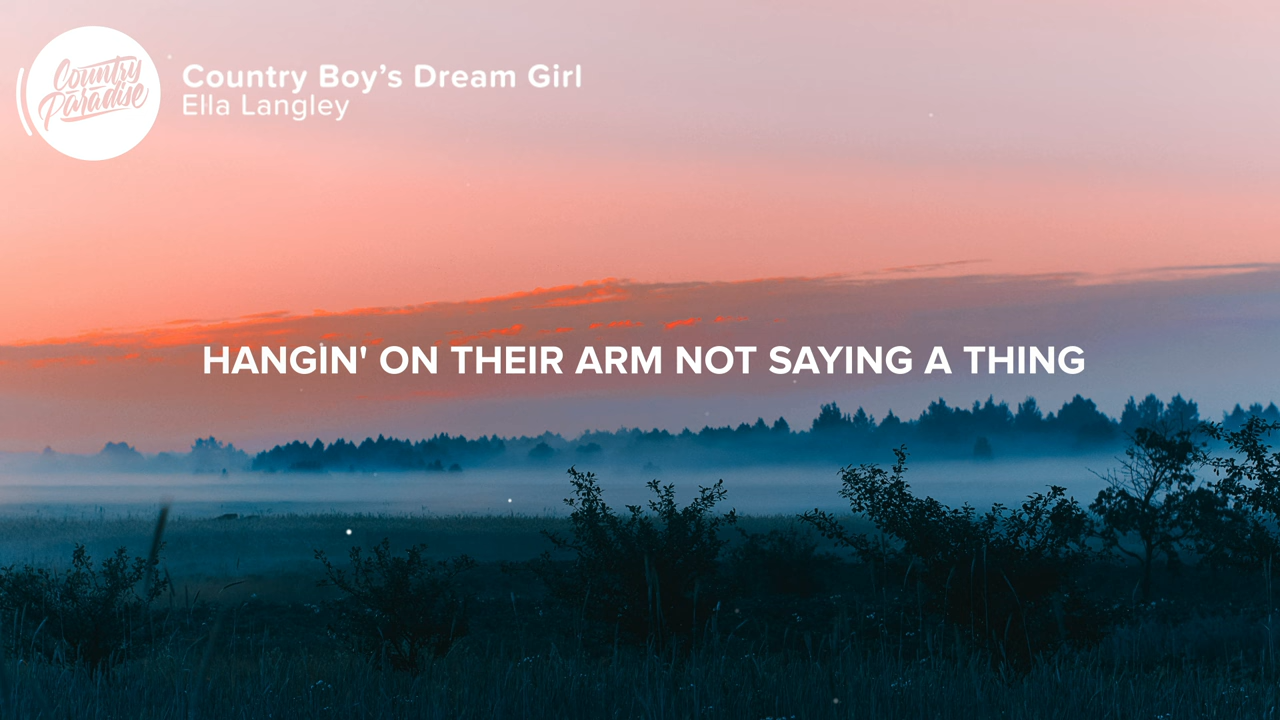 Country
Paradise
Country Boy’s Dream Girl
Ella Langley
HANGIN' ON THEIR ARM NOT SAYING A THING